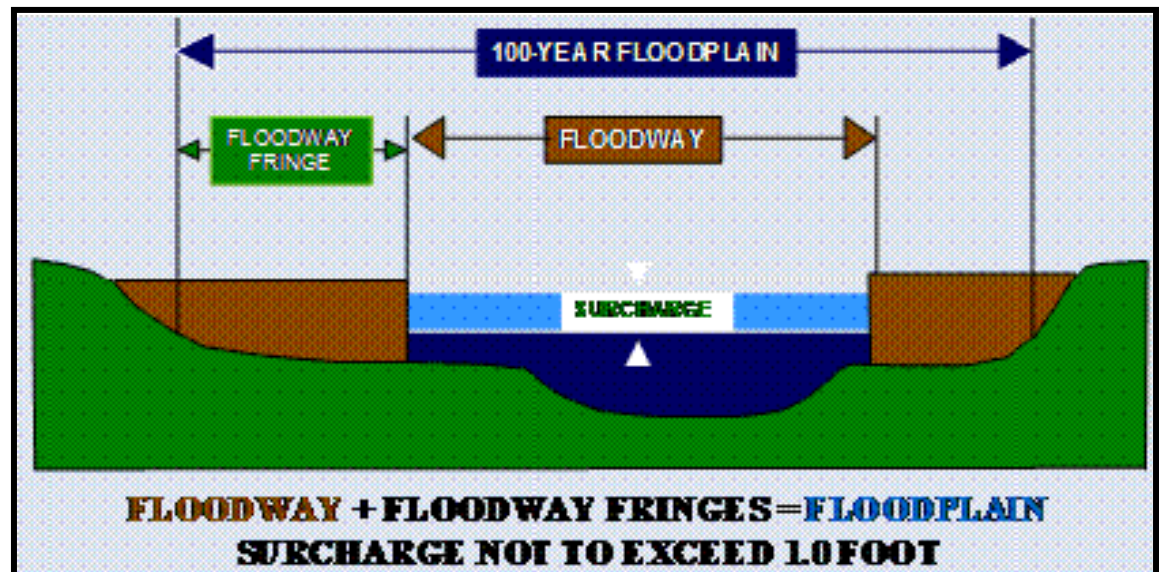 100-YEAR FLOODPLAIN
FLOODWAY
FRINGE
FLOODWAY
SURCHARGE
FLOODWAY + FLOODWAY FRINGES = FLOODPLAIN
SURCHARGE NOT TO EXCEED 1.0 FOOT